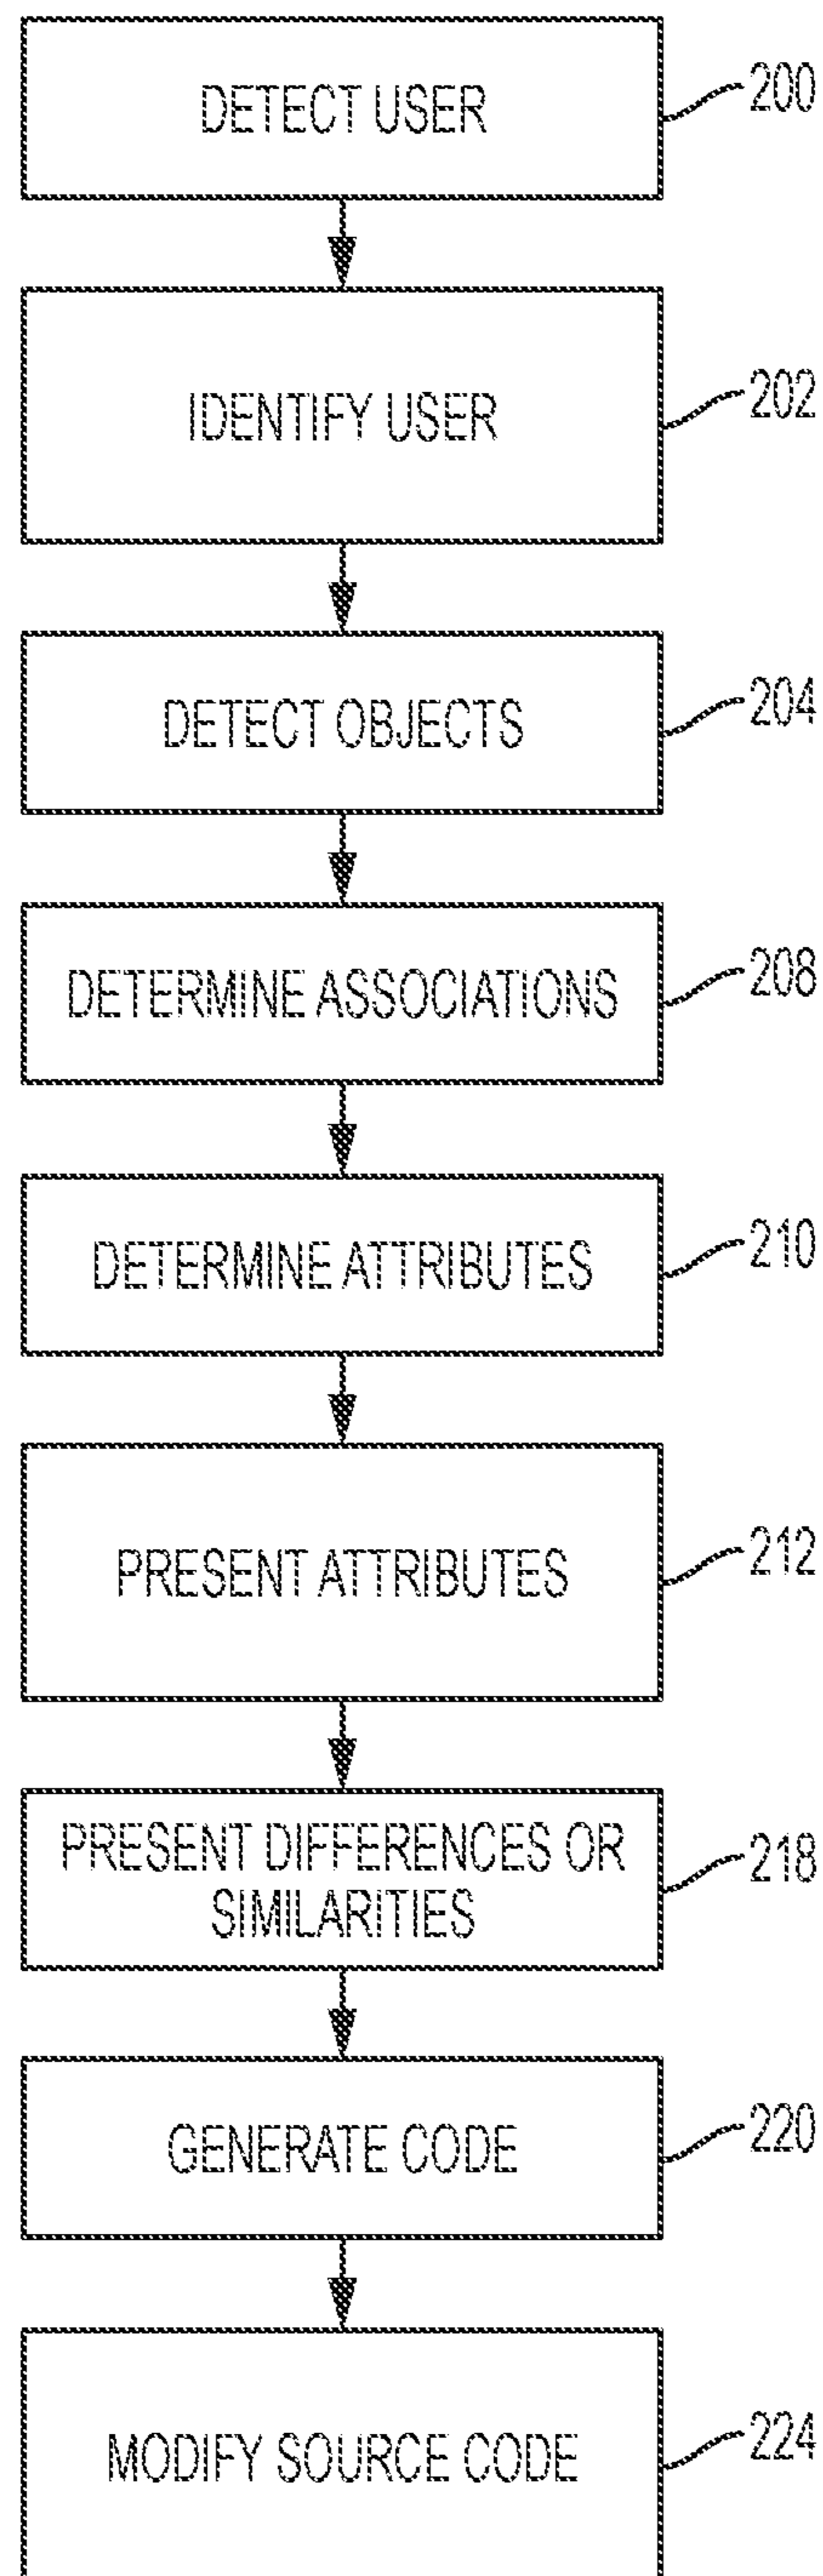 DETECT USER
200
IDENTIFY USER
202
DETECT OBJECTS
204
DETERMINE ASSOCIATIONS
208
DETERMINE ATTRIBUTES
210
PRESENT ATTRIBUTES
212
PRESENT DIFFERENCES OR
SIMILARITIES
218
GENERATE CODE
220
MODIFY SOURCE CODE
224